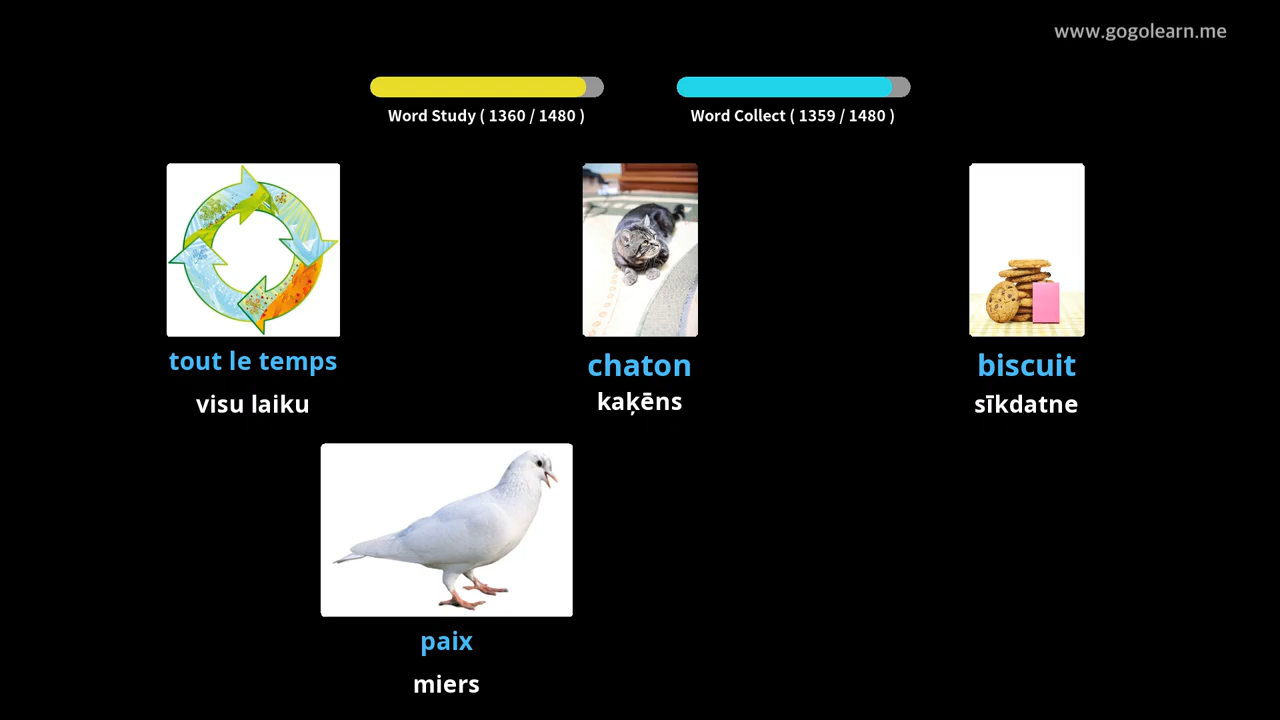 www.gogolearn.me
Word Study ( 1360 / 1480 )
Word Collect ( 1359 / 1480 )
tout le temps
visu laiku
chaton
kaķēns
biscuit
sīkdatne
paix
miers